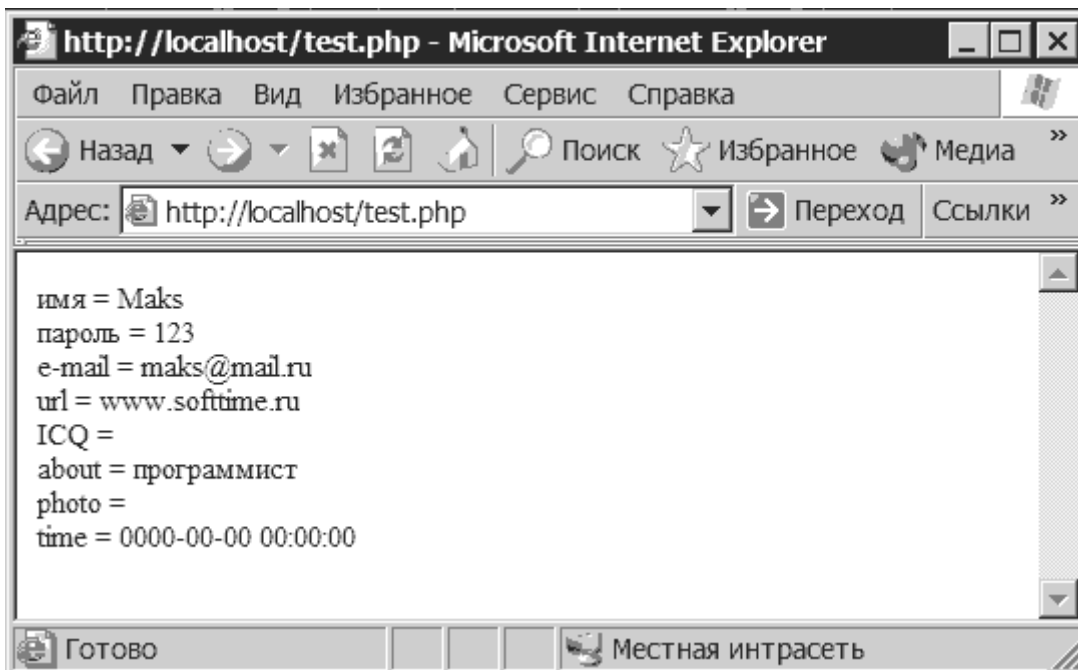 http://localhost/test.php - Microsoft Internet Explorer
Файл Правка Вид Избранное Сервис Справка
Назад Поиск Избранное Медиа »
Адрес: http://localhost/test.php Переход Ссылки »
имя = Maks
пароль = 123
e-mail = maks@mail.ru
url = www.softtime.ru
ICQ =
about = программист
photo =
time = 0000-00-00 00:00:00
Готово Местная интрасеть